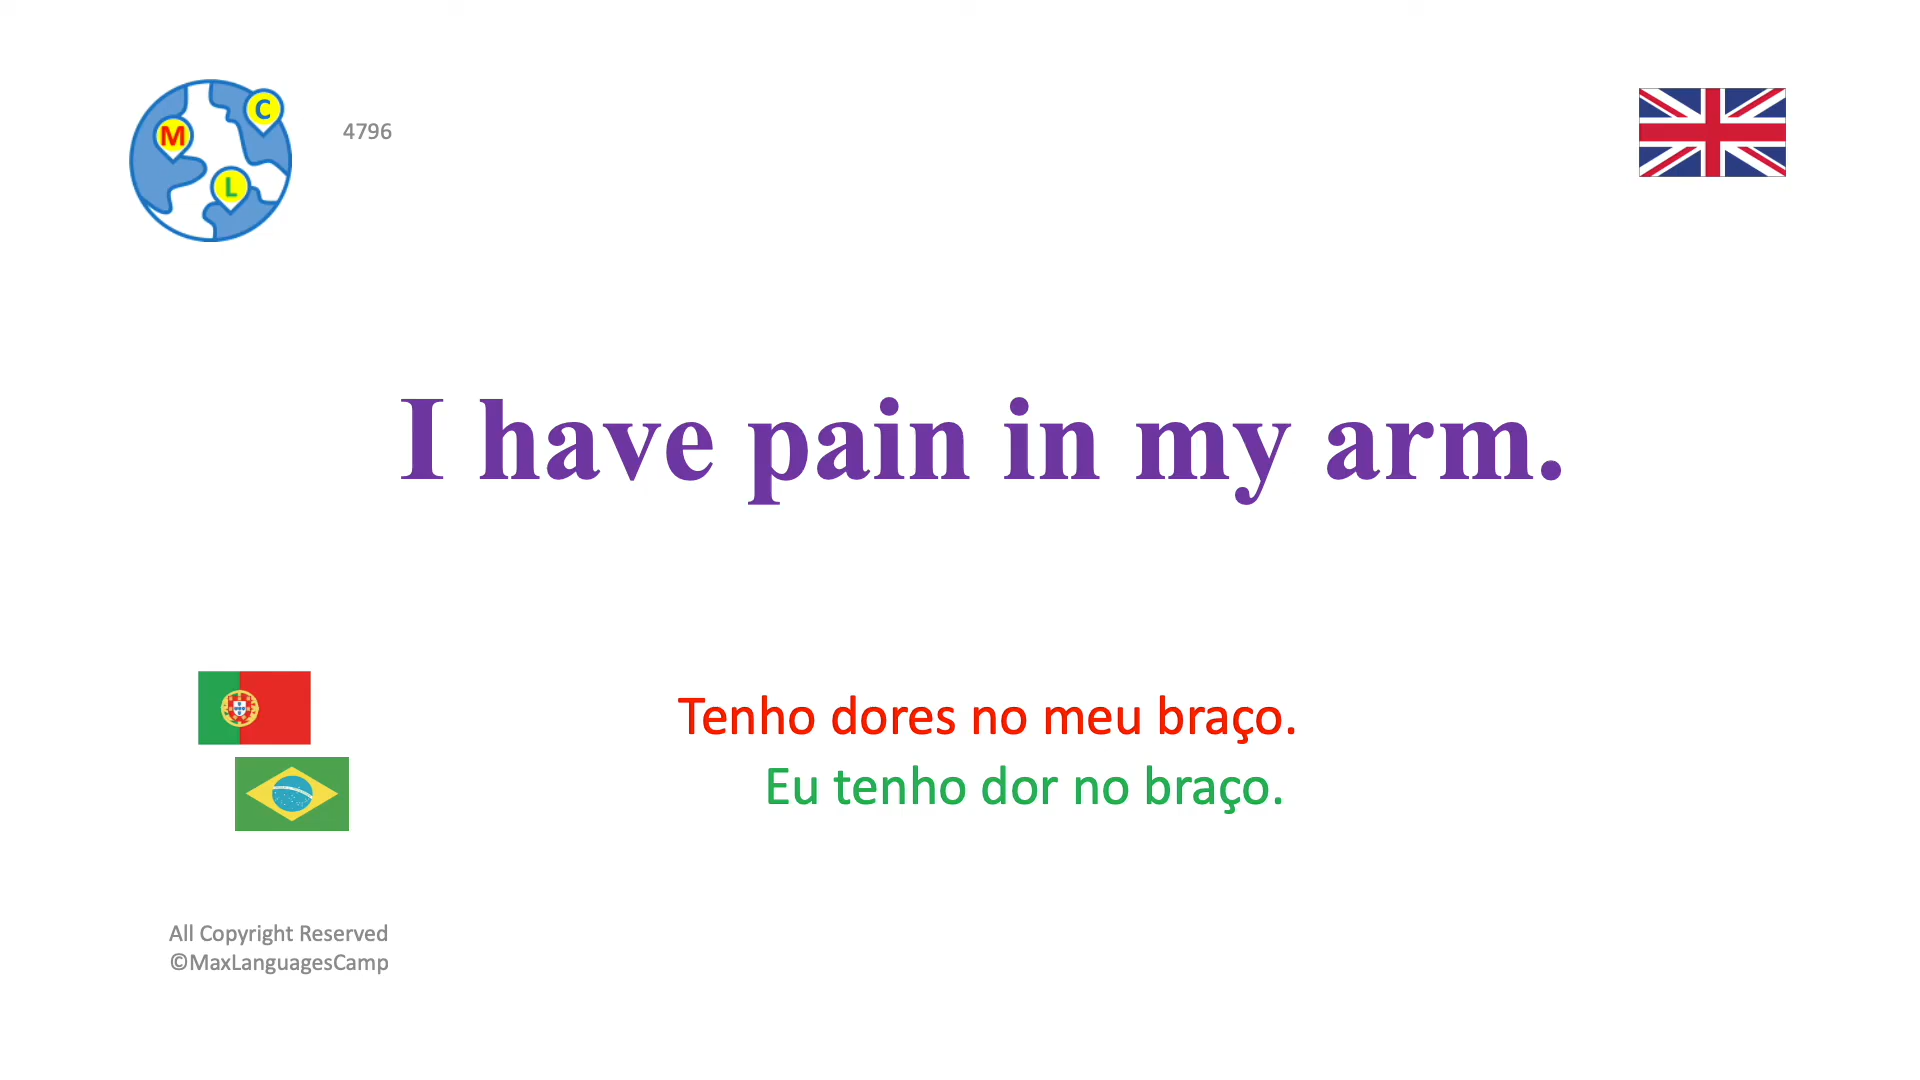 C
M
L
4796
I have pain in my arm.
Tenho dores no meu braço.
Eu tenho dor no braço.
All Copyright Reserved
©MaxLanguagesCamp